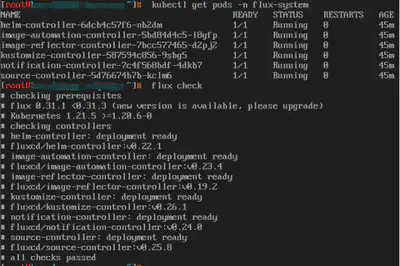 [root@ ~]# kubectl get pods -n flux-system
NAME READY STATUS RESTARTS AGE
helm-controller-6dcb4c57f6-nb2dm 1/1 Running 0 45m
image-automation-controller-5bd84d4c5-l8gfp 1/1 Running 0 45m
image-reflector-controller-7bcc577465-d2pj2 1/1 Running 0 45m
kustomize-controller-587594c856-9sbg5 1/1 Running 0 45m
notification-controller-7c4f568bdf-4dkb7 1/1 Running 0 45m
source-controller-5d76674b7b-kclm6 1/1 Running 0 45m
[root@ ~]# flux check
■ checking prerequisites
■ flux 0.31.1 <0.31.3 (new version is available, please upgrade)
■ Kubernetes 1.21.5 >=1.20.6-0
■ checking controllers
■ helm-controller: deployment ready
■ fluxcd/helm-controller:v0.22.1
■ image-automation-controller: deployment ready
■ fluxcd/image-automation-controller:v0.23.4
■ image-reflector-controller: deployment ready
■ fluxcd/image-reflector-controller:v0.19.2
■ kustomize-controller: deployment ready
■ fluxcd/kustomize-controller:v0.26.1
■ notification-controller: deployment ready
■ fluxcd/notification-controller:v0.24.0
■ source-controller: deployment ready
■ fluxcd/source-controller:v0.25.8
■ all checks passed